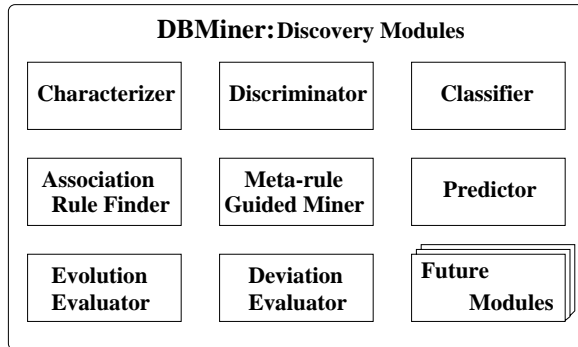 DBMiner: Discovery Modules
Characterizer
Discriminator
Classifier
Association
Rule Finder
Meta-rule
Guided Miner
Predictor
Evolution
Evaluator
Deviation
Evaluator
Future
Modules